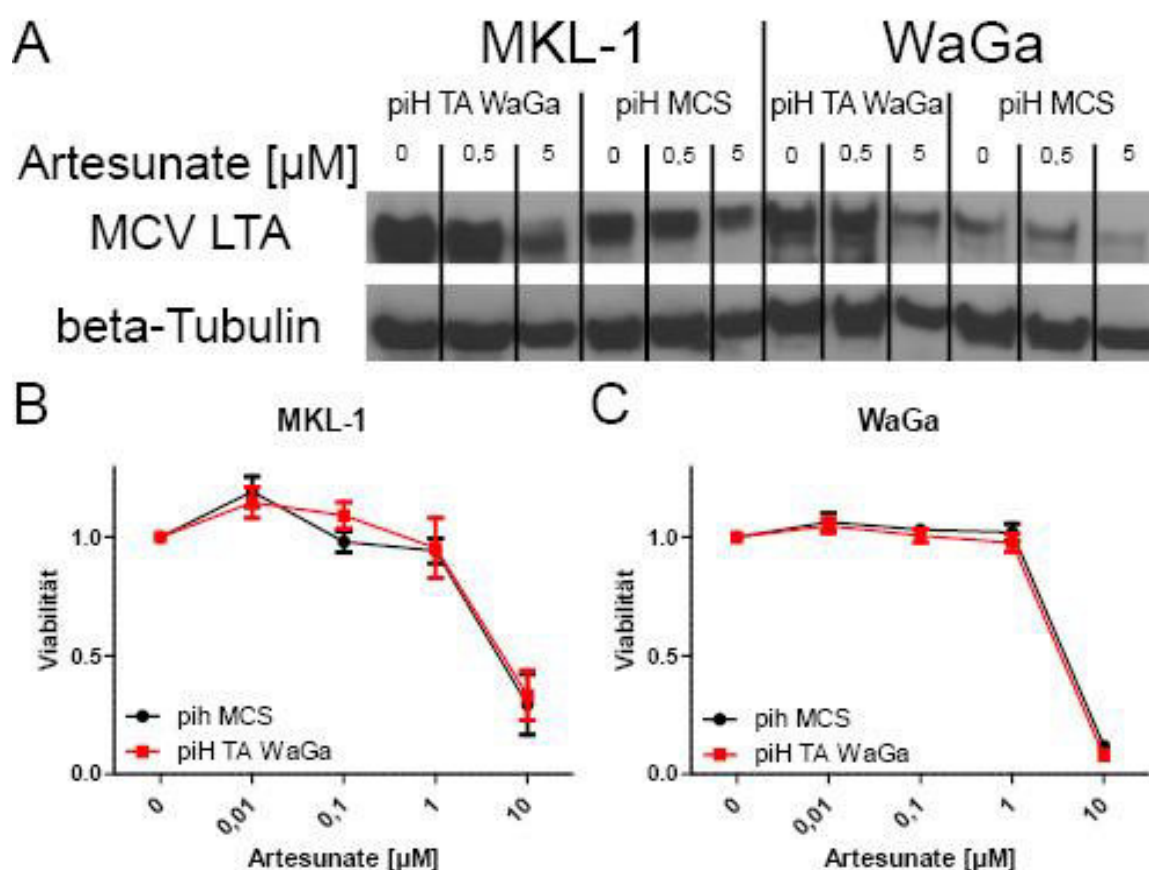 A
MKL-1 WaGa
piH TA WaGa piH MCS piH TA WaGa piH MCS
Artesunate [µM] 0 0,5 5 0 0,5 5 0 0,5 5 0 0,5 5
MCV LTA
beta-Tubulin
B
MKL-1
Viabilität
1.0
0.5
0.0
pih MCS
piH TA WaGa
0 0,01 0,1 1 10
Artesunate [µM]
C
WaGa
Viabilität
1.0
0.5
0.0
pih MCS
piH TA WaGa
0 0,01 0,1 1 10
Artesunate [µM]